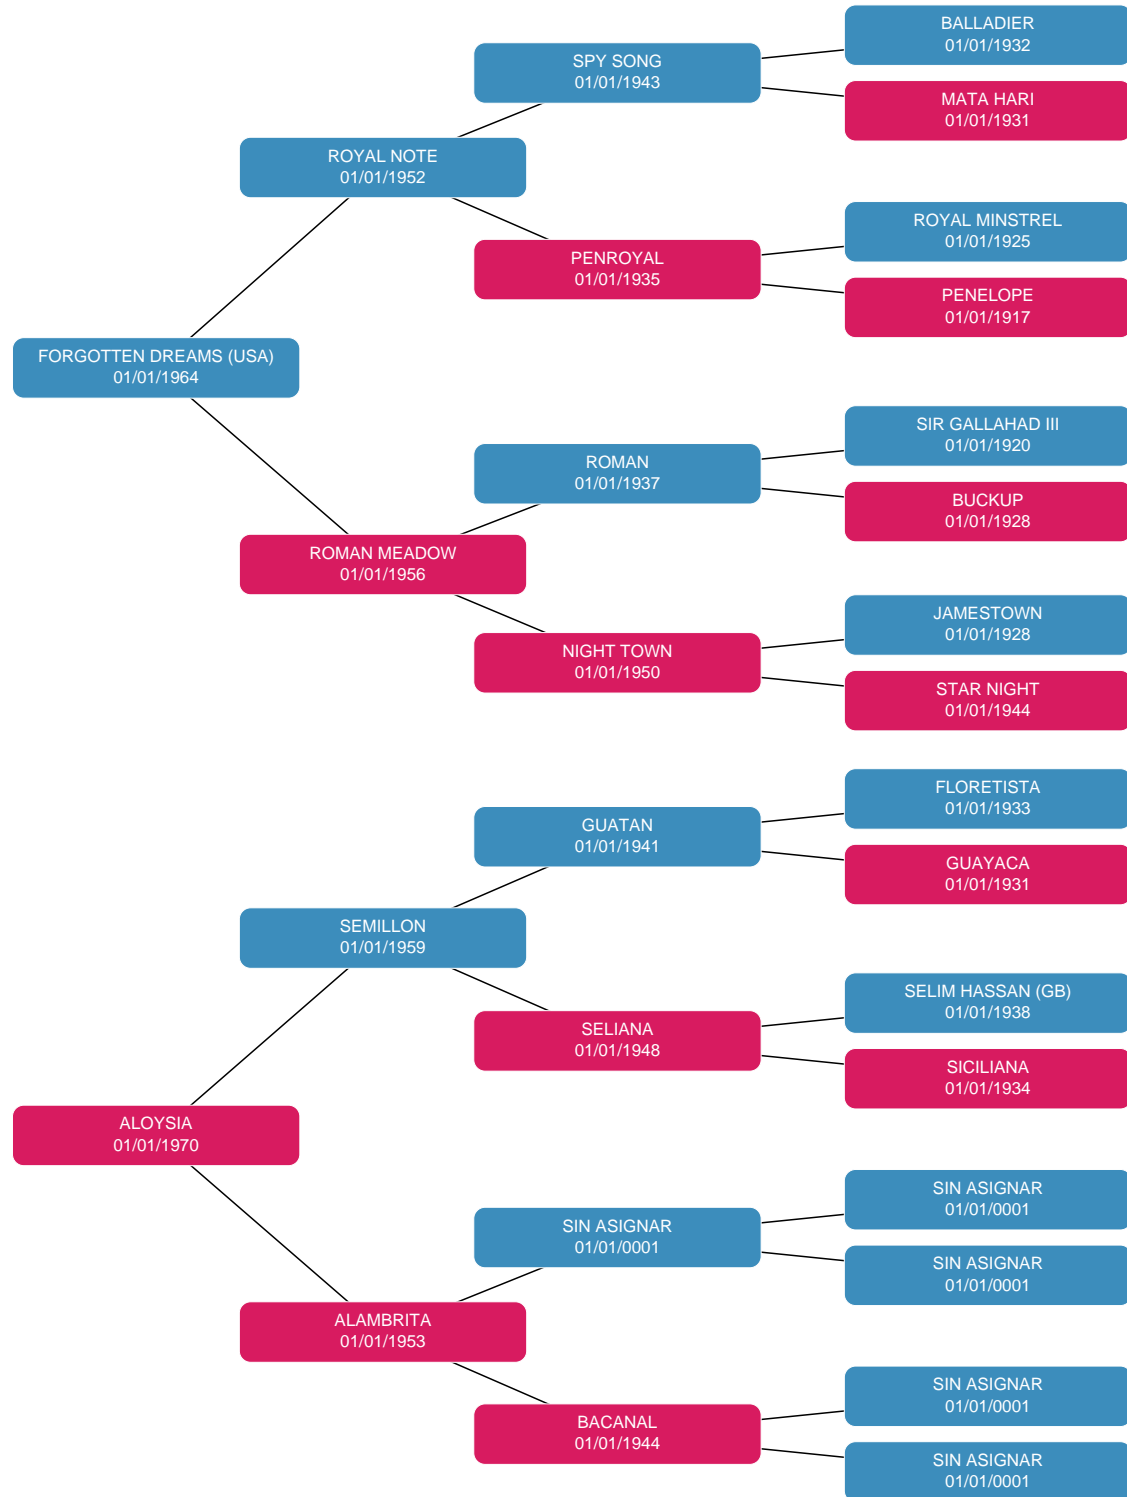 BALLADIER
01/01/1932
SPY SONG
01/01/1943
MATA HARI
01/01/1931
ROYAL NOTE
01/01/1952
ROYAL MINSTREL
01/01/1925
PENROYAL
01/01/1935
PENELOPE
01/01/1917
FORGOTTEN DREAMS (USA)
01/01/1964
SIR GALLAHAD III
01/01/1920
ROMAN
01/01/1937
BUCKUP
01/01/1928
ROMAN MEADOW
01/01/1956
JAMESTOWN
01/01/1928
NIGHT TOWN
01/01/1950
STAR NIGHT
01/01/1944
FLORETISTA
01/01/1933
GUATAN
01/01/1941
GUAYACA
01/01/1931
SEMILLON
01/01/1959
SELIM HASSAN (GB)
01/01/1938
SELIANA
01/01/1948
SICILIANA
01/01/1934
ALOYSIA
01/01/1970
SIN ASIGNAR
01/01/0001
SIN ASIGNAR
01/01/0001
SIN ASIGNAR
01/01/0001
ALAMBRITA
01/01/1953
SIN ASIGNAR
01/01/0001
BACANAL
01/01/1944
SIN ASIGNAR
01/01/0001